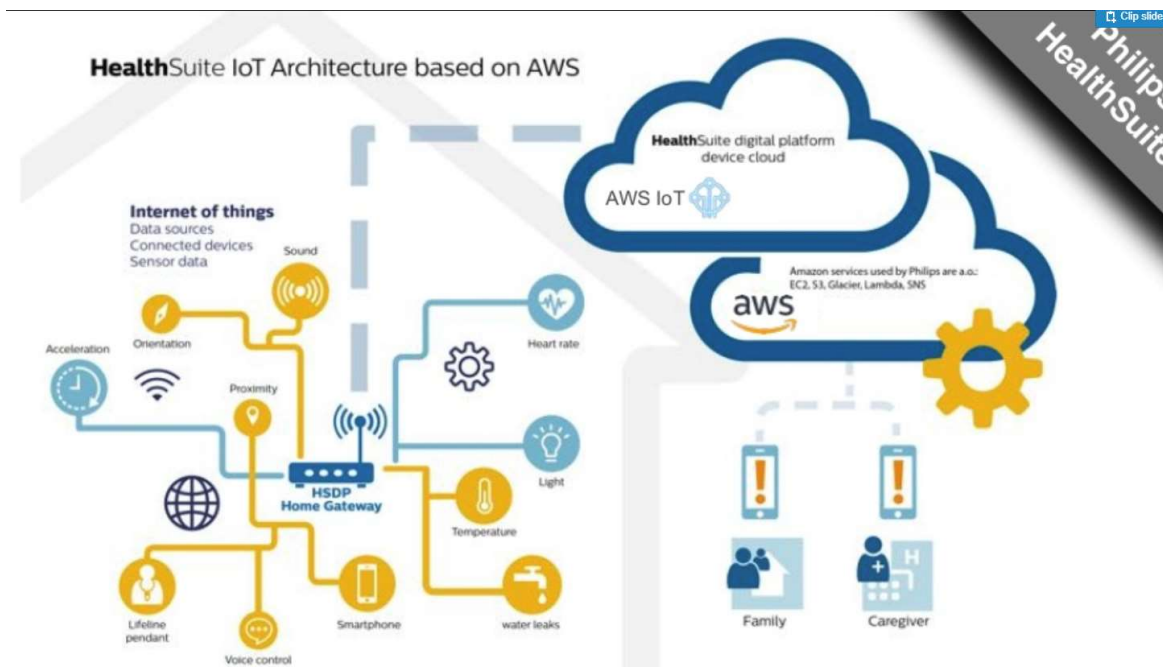 Clip slide
Philips
HealthSuite
HealthSuite IoT Architecture based on AWS
HealthSuite digital platform
device cloud
AWS IoT
Amazon services used by Philips are a.o.:
EC2, S3, Glacier, Lambda, SNS
aws
Internet of things
Data sources
Connected devices
Sensor data
Sound
Orientation
Acceleration
Proximity
Heart rate
Light
HSDP
Home Gateway
Temperature
Lifeline
pendant
Voice control
Smartphone
water leaks
H
Family
Caregiver